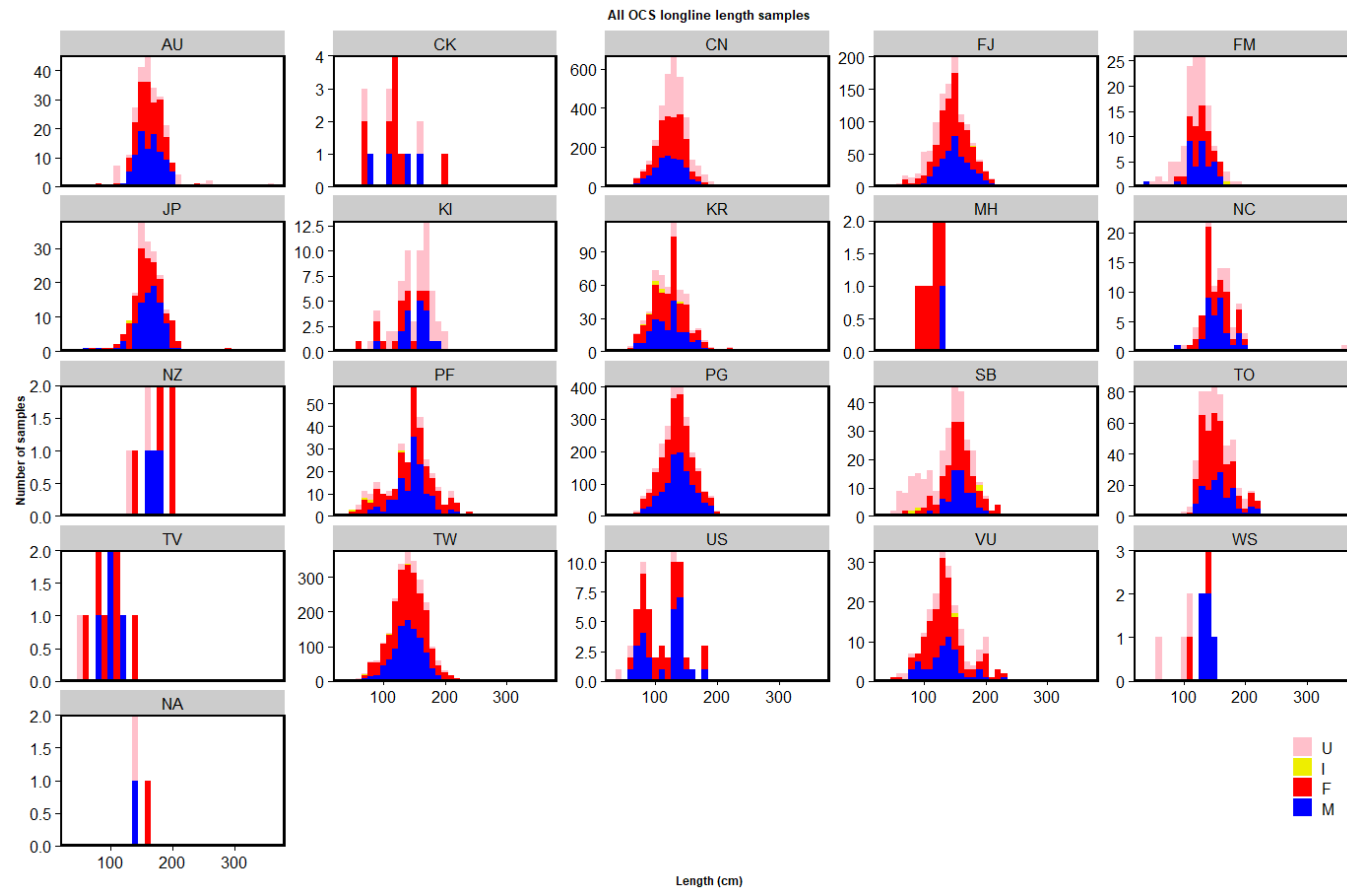 All OCS longline length samples
AU CK CN FJ FM
40 30 20 10 0
4 3 2 1 0
600 400 200 0
200 150 100 50 0
25 20 15 10 5 0
JP KI KR MH NC
30 20 10 0
12.5 10.0 7.5 5.0 2.5 0.0
90 60 30 0
2.0 1.5 1.0 0.5 0.0
20 15 10 5 0
NZ PF PG SB TO
2.0 1.5 1.0 0.5 0.0
50 40 30 20 10 0
400 300 200 100 0
40 30 20 10 0
80 60 40 20 0
Number of samples
TV TW US VU WS
2.0 1.5 1.0 0.5 0.0
300 200 100 0
10.0 7.5 5.0 2.5 0.0
30 20 10 0
3 2 1 0
100 200 300
100 200 300
100 200 300
100 200 300
NA
2.0 1.5 1.0 0.5 0.0
100 200 300
U
I
F
M
Length (cm)